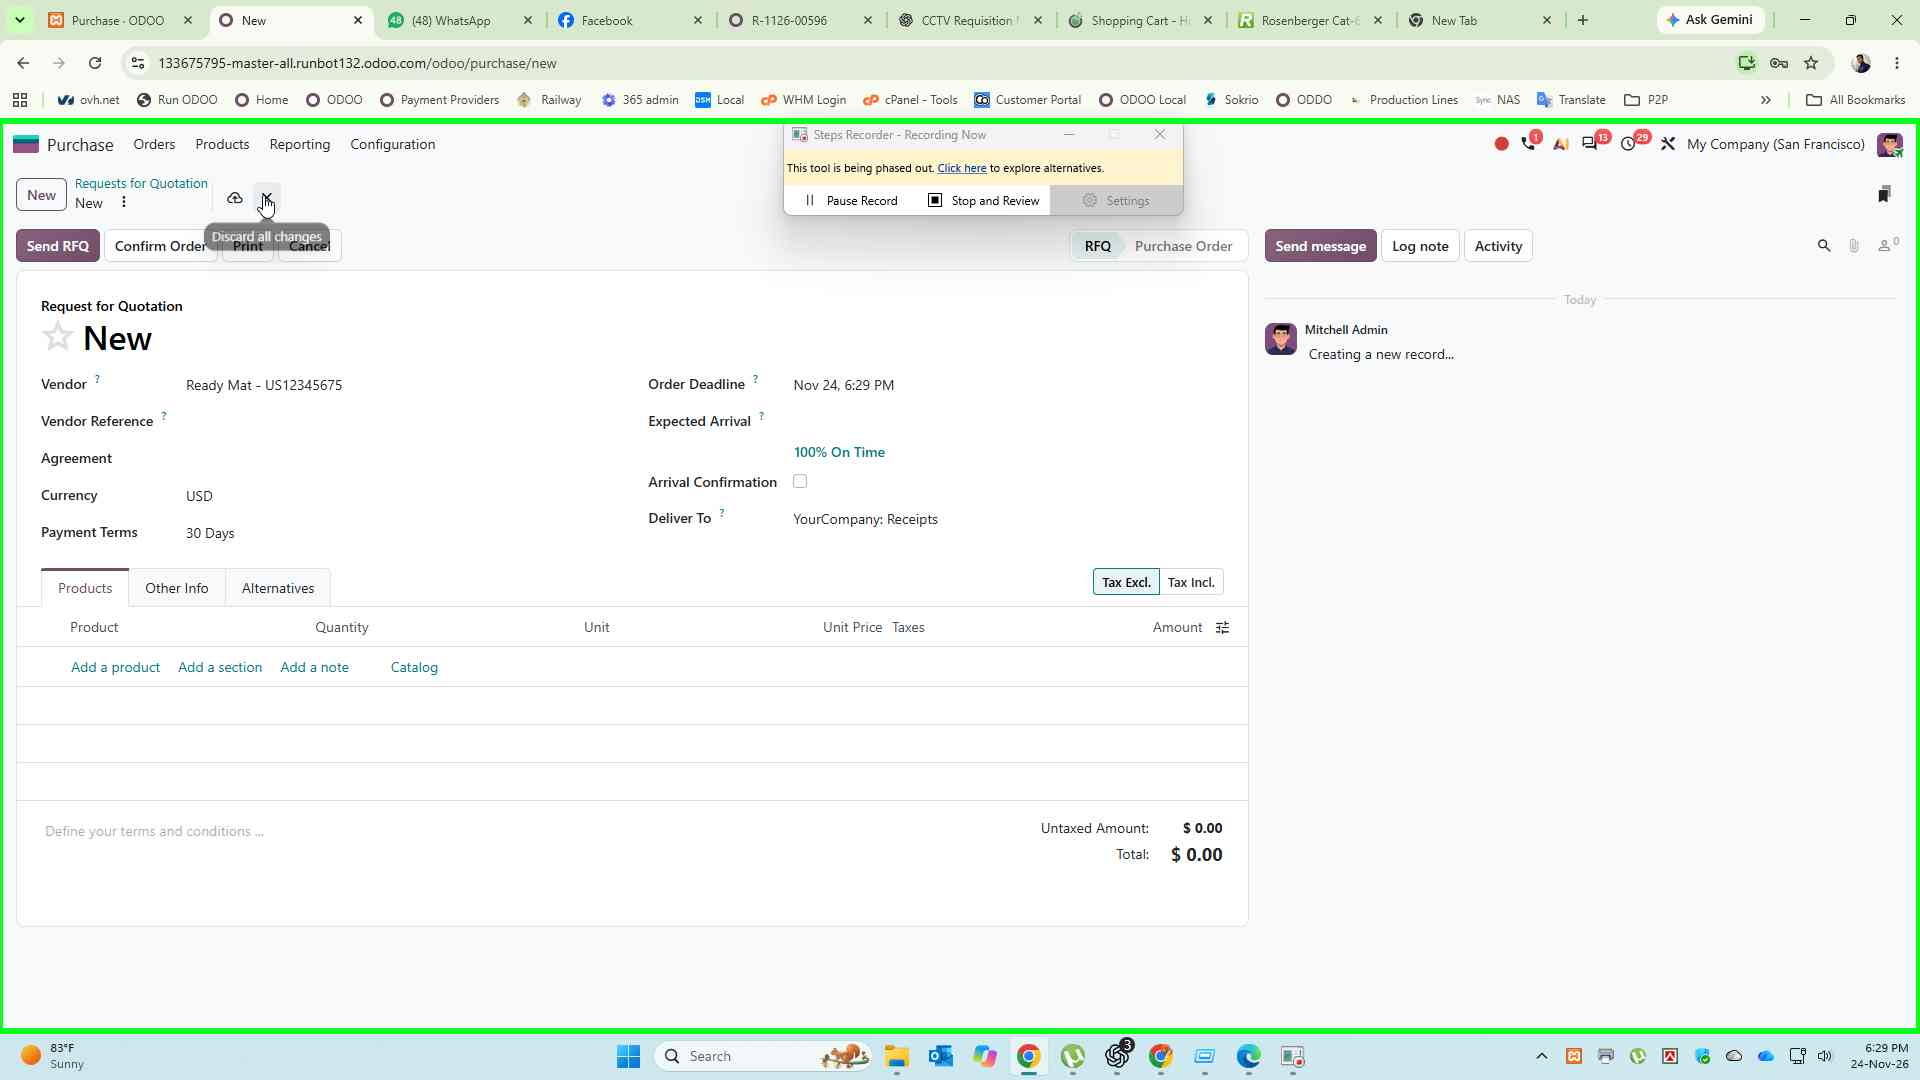 Purchase - ODOO
New
(48) WhatsApp
Facebook
R-1126-00596
CCTV Requisition
Shopping Cart - H
Rosenberger Cat-6
New Tab
Ask Gemini
133675795-master-all.runbot132.odoo.com/odoo/purchase/new
ovh.net
Run ODOO
Home
ODOO
Payment Providers
Railway
365 admin
DSM Local
WHM Login
cPanel - Tools
Customer Portal
ODOO Local
Sokrio
ODDO
Production Lines
Sync NAS
Translate
P2P
All Bookmarks
Purchase
Orders
Products
Reporting
Configuration
Steps Recorder - Recording Now
This tool is being phased out. Click here to explore alternatives.
Pause Record
Stop and Review
Settings
1
13
29
My Company (San Francisco)
New
Requests for Quotation
New
Discard all changes
Send RFQ
Confirm Order
Print
Cancel
RFQ
Purchase Order
Send message
Log note
Activity
0
Today
Request for Quotation
New
Mitchell Admin
Creating a new record...
Vendor ?
Ready Mat - US12345675
Order Deadline ?
Nov 24, 6:29 PM
Vendor Reference ?
Expected Arrival ?
Agreement
100% On Time
Arrival Confirmation
Currency
USD
Deliver To ?
YourCompany: Receipts
Payment Terms
30 Days
Products
Other Info
Alternatives
Tax Excl.
Tax Incl.
Product
Quantity
Unit
Unit Price
Taxes
Amount
Add a product
Add a section
Add a note
Catalog
Define your terms and conditions ...
Untaxed Amount: $ 0.00
Total: $ 0.00
83°F
Sunny
Search
3
6:29 PM
24-Nov-26